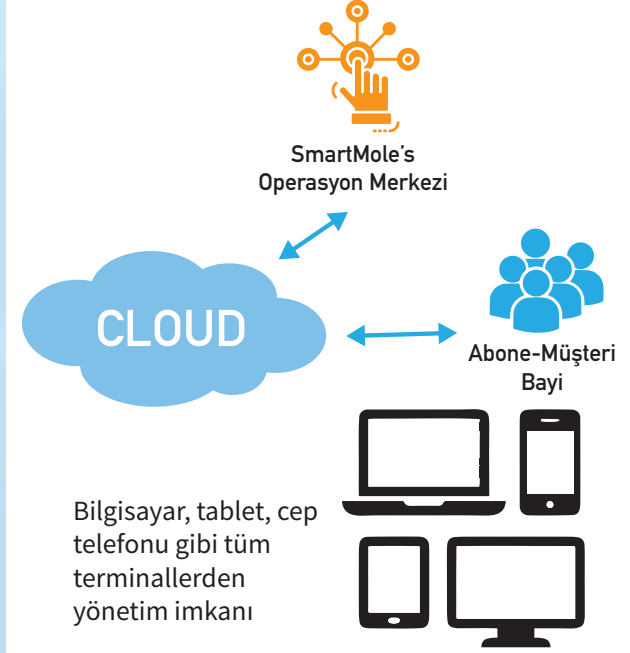 SmartMole's
Operasyon Merkezi
CLOUD
Abone-Müşteri
Bayi
Bilgisayar, tablet, cep
telefonu gibi tüm
terminallerden
yönetim imkanı